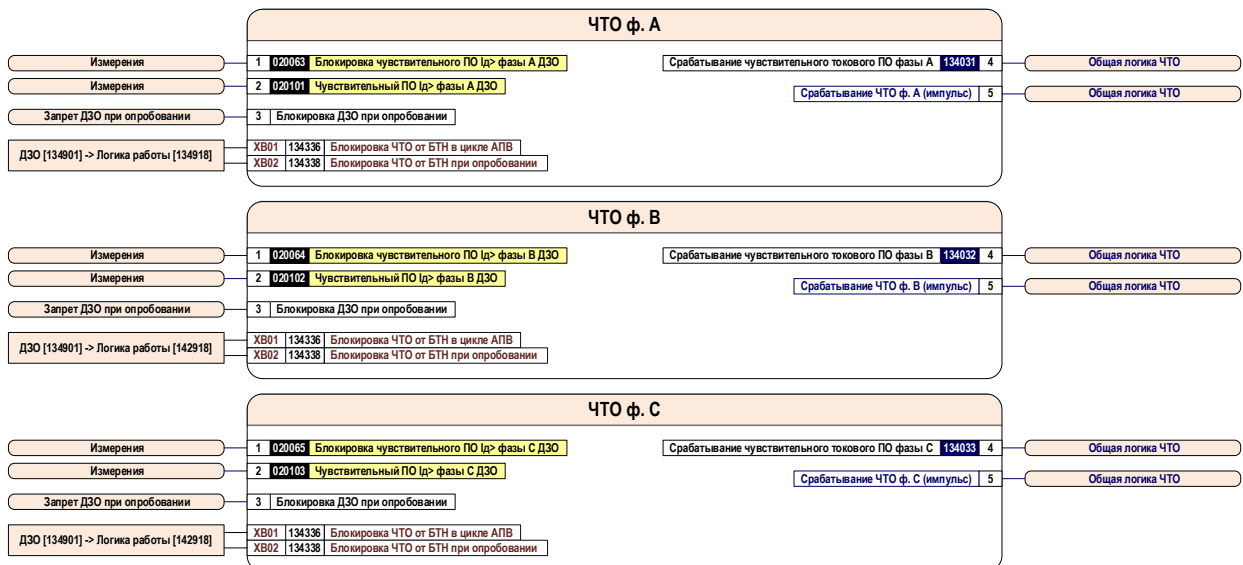 ЧТО ф. А
Измерения 1 020063 Блокировка чувствительного ПО Iд> фазы А ДЗО Срабатывание чувствительного токового ПО фазы А 134031 4 Общая логика ЧТО
Измерения 2 020101 Чувствительный ПО Iд> фазы А ДЗО
Срабатывание ЧТО ф. А (импульс) 5 Общая логика ЧТО
Запрет ДЗО при опробовании 3 Блокировка ДЗО при опробовании
ДЗО [134901] -> Логика работы [134918]
XB01 134336 Блокировка ЧТО от БТН в цикле АПВ
XB02 134338 Блокировка ЧТО от БТН при опробовании
ЧТО ф. В
Измерения 1 020064 Блокировка чувствительного ПО Iд> фазы В ДЗО Срабатывание чувствительного токового ПО фазы В 134032 4 Общая логика ЧТО
Измерения 2 020102 Чувствительный ПО Iд> фазы В ДЗО
Срабатывание ЧТО ф. В (импульс) 5 Общая логика ЧТО
Запрет ДЗО при опробовании 3 Блокировка ДЗО при опробовании
ДЗО [134901] -> Логика работы [142918]
XB01 134336 Блокировка ЧТО от БТН в цикле АПВ
XB02 134338 Блокировка ЧТО от БТН при опробовании
ЧТО ф. С
Измерения 1 020065 Блокировка чувствительного ПО Iд> фазы С ДЗО Срабатывание чувствительного токового ПО фазы С 134033 4 Общая логика ЧТО
Измерения 2 020103 Чувствительный ПО Iд> фазы С ДЗО
Срабатывание ЧТО ф. С (импульс) 5 Общая логика ЧТО
Запрет ДЗО при опробовании 3 Блокировка ДЗО при опробовании
ДЗО [134901] -> Логика работы [142918]
XB01 134336 Блокировка ЧТО от БТН в цикле АПВ
XB02 134338 Блокировка ЧТО от БТН при опробовании